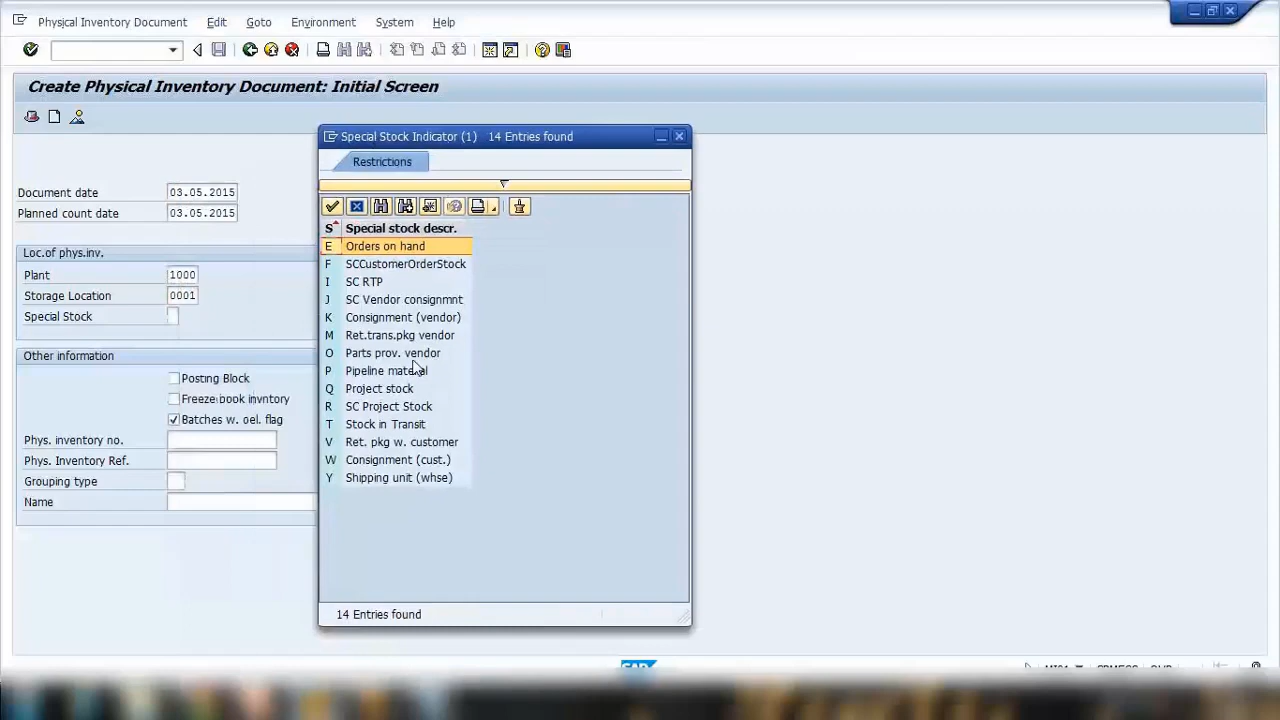 Physical Inventory Document Edit Goto Environment System Help
Create Physical Inventory Document: Initial Screen
Document date 03.05.2015
Planned count date 03.05.2015
Loc.of phys.inv.
Plant 1000
Storage Location 0001
Special Stock
Other information
Posting Block
Freeze book invntory
Batches w. del. flag
Phys. inventory no.
Phys. Inventory Ref.
Grouping type
Name
Special Stock Indicator (1) 14 Entries found
Restrictions
S Special stock descr.
E Orders on hand
F SCCustomerOrderStock
I SC RTP
J SC Vendor consignmnt
K Consignment (vendor)
M Ret.trans.pkg vendor
O Parts prov. vendor
P Pipeline material
Q Project stock
R SC Project Stock
T Stock in Transit
V Ret. pkg w. customer
W Consignment (cust.)
Y Shipping unit (whse)
14 Entries found
SAP